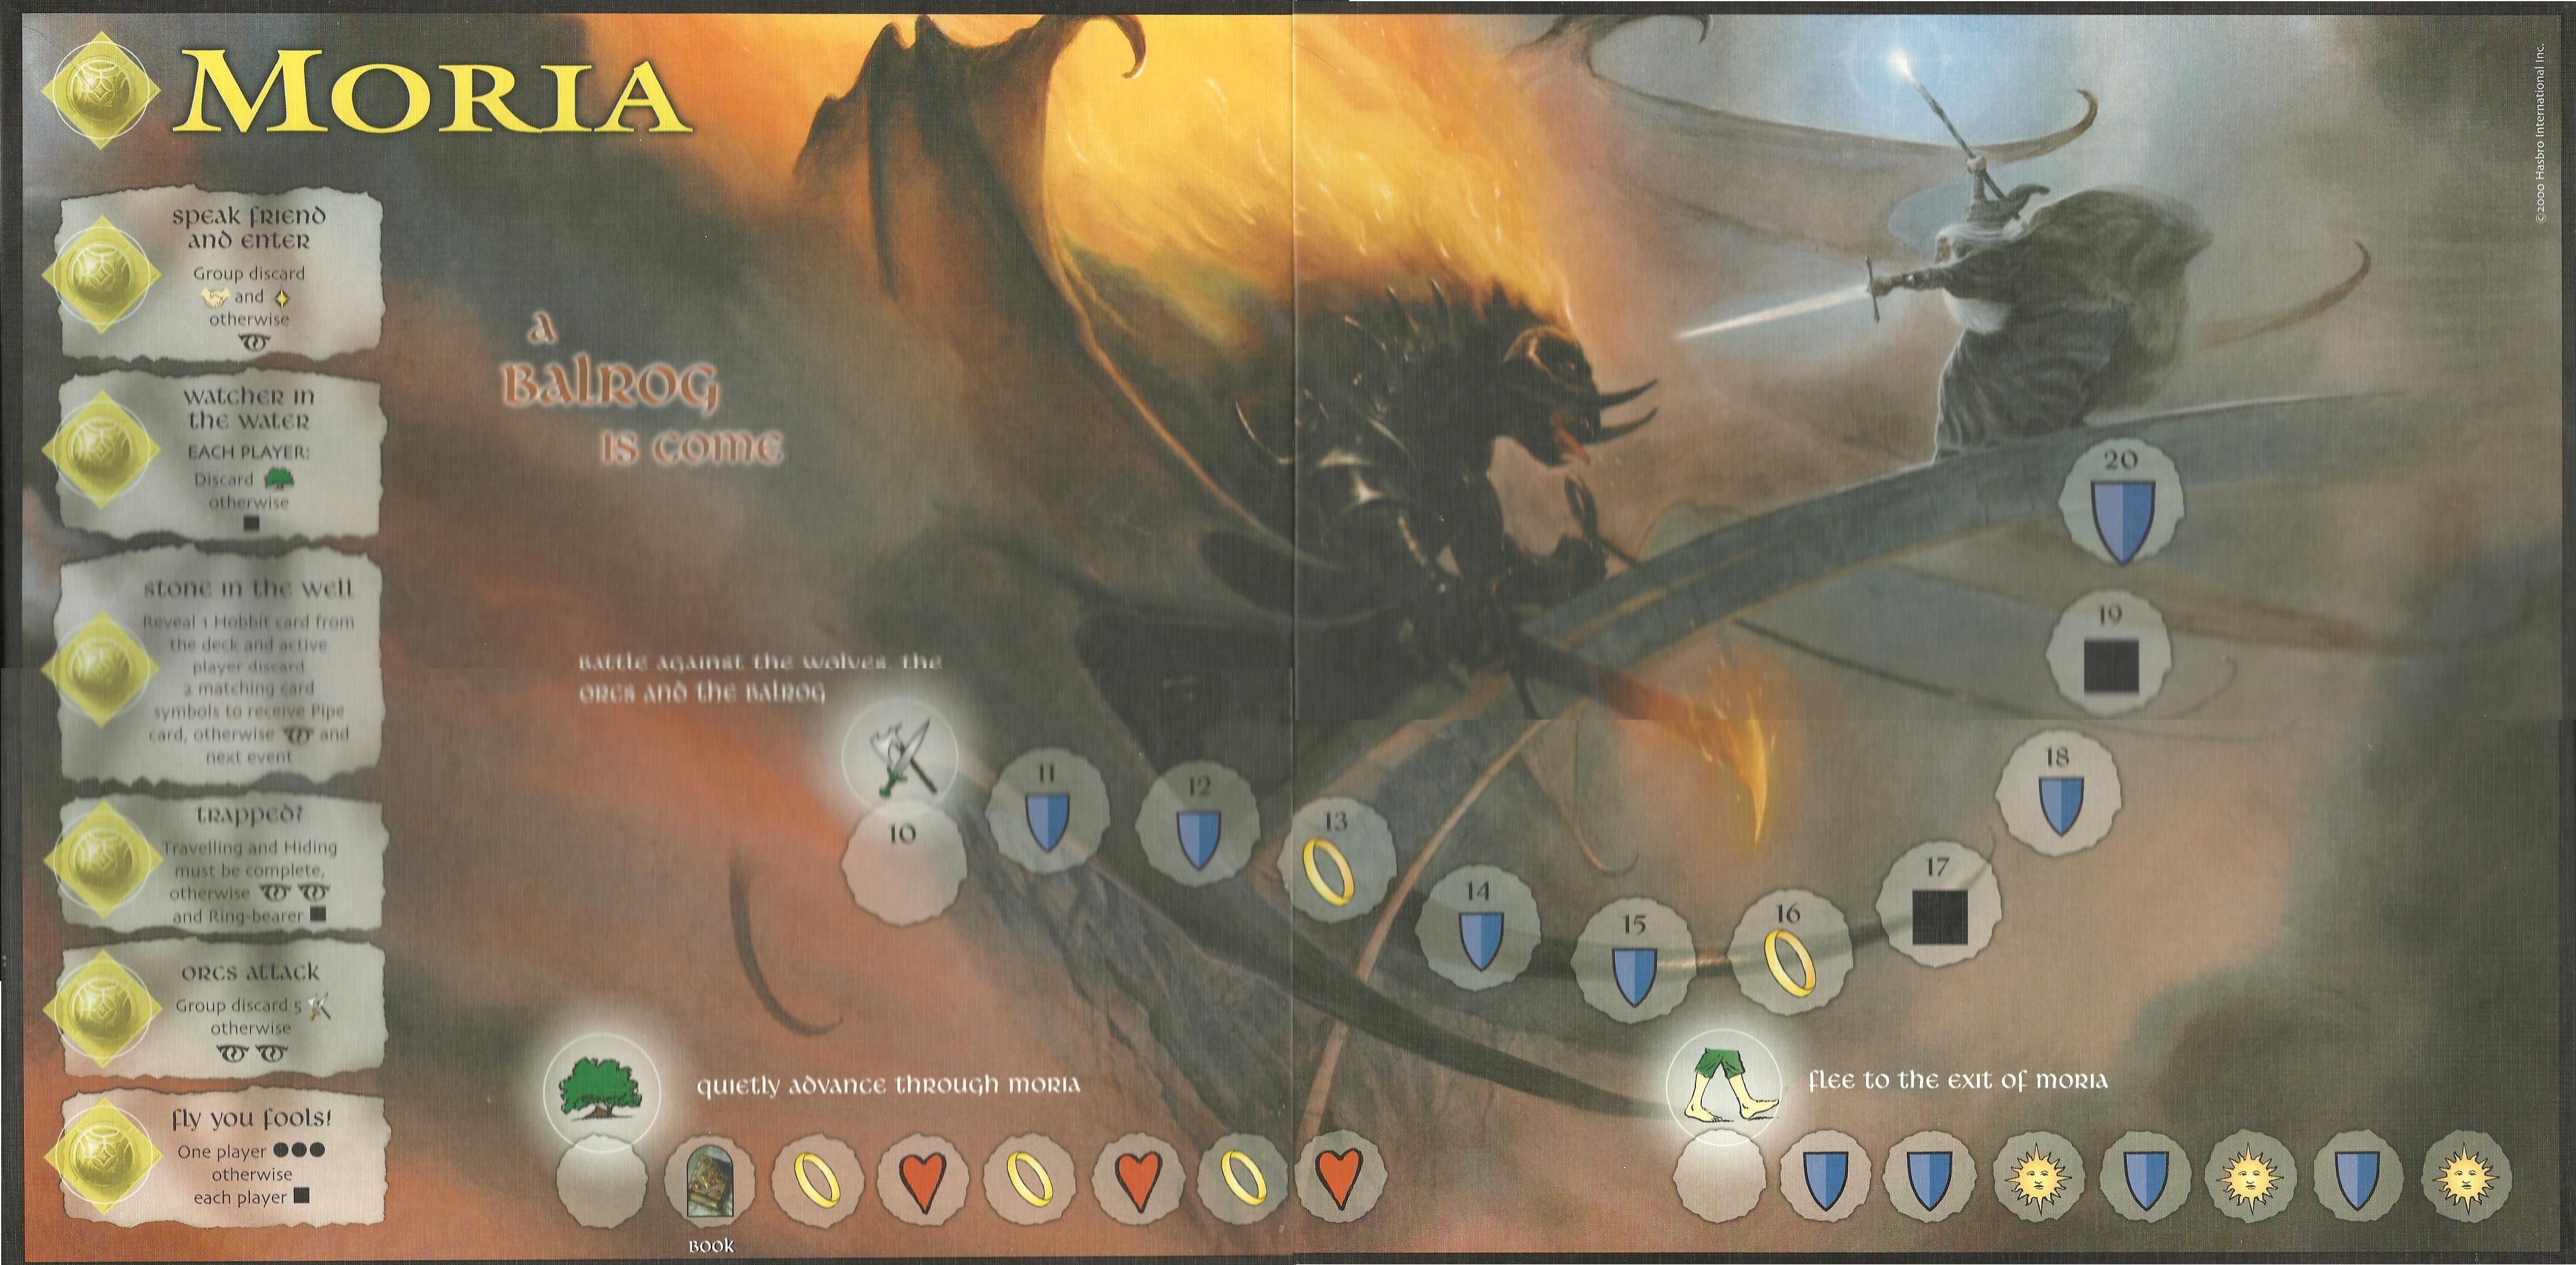 MORIA
©2000 Hasbro International Inc.
speak friend
and enter
Group discard
and
otherwise
watcher in
the water
EACH PLAYER:
Discard
otherwise
stone in the well
Reveal 1 Hobbit card from
the deck and active
player discard
2 matching card
symbols to receive Pipe
card, otherwise and
next event
trapped?
Travelling and Hiding
must be complete,
otherwise
and Ring-bearer
orcs attack
Group discard 5
otherwise
fly you fools!
One player
otherwise
each player
a
Balrog
is come
Battle against the wolves, the
orcs and the Balrog
10
11
12
13
14
15
16
17
18
19
20
quietly advance through moria
Book
flee to the exit of moria